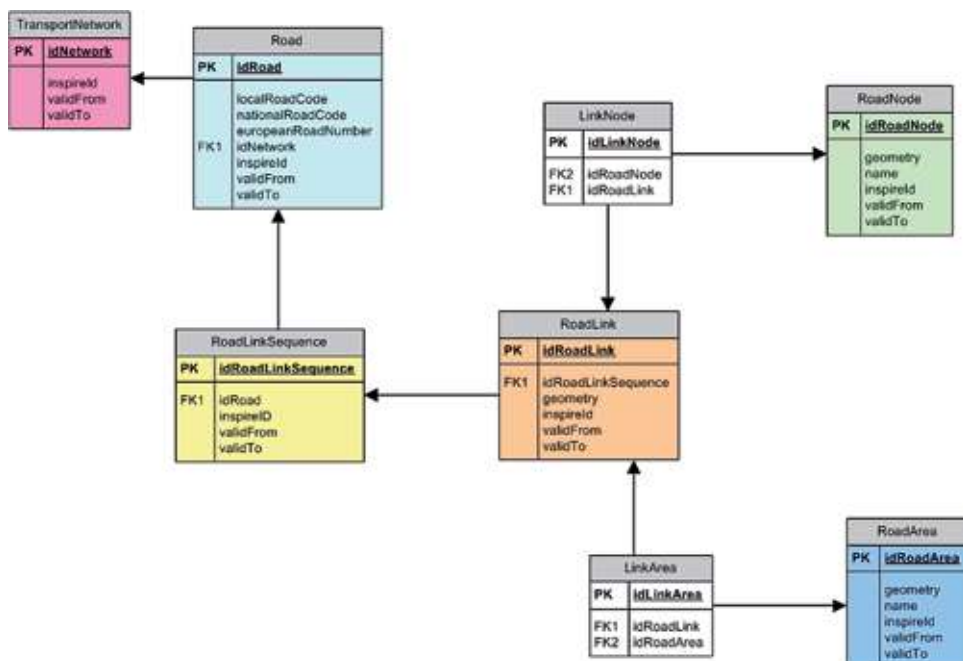 TransportNetwork
PK idNetwork
inspireId
validFrom
validTo
Road
PK idRoad
localRoadCode
nationalRoadCode
europeanRoadNumber
FK1 idNetwork
inspireId
validFrom
validTo
LinkNode
PK idLinkNode
FK2 idRoadNode
FK1 idRoadLink
RoadNode
PK idRoadNode
geometry
name
inspireId
validFrom
validTo
RoadLinkSequence
PK idRoadLinkSequence
FK1 idRoad
inspireID
validFrom
validTo
RoadLink
PK idRoadLink
FK1 idRoadLinkSequence
geometry
inspireId
validFrom
validTo
LinkArea
PK idLinkArea
FK1 idRoadLink
FK2 idRoadArea
RoadArea
PK idRoadArea
geometry
name
inspireId
validFrom
validTo